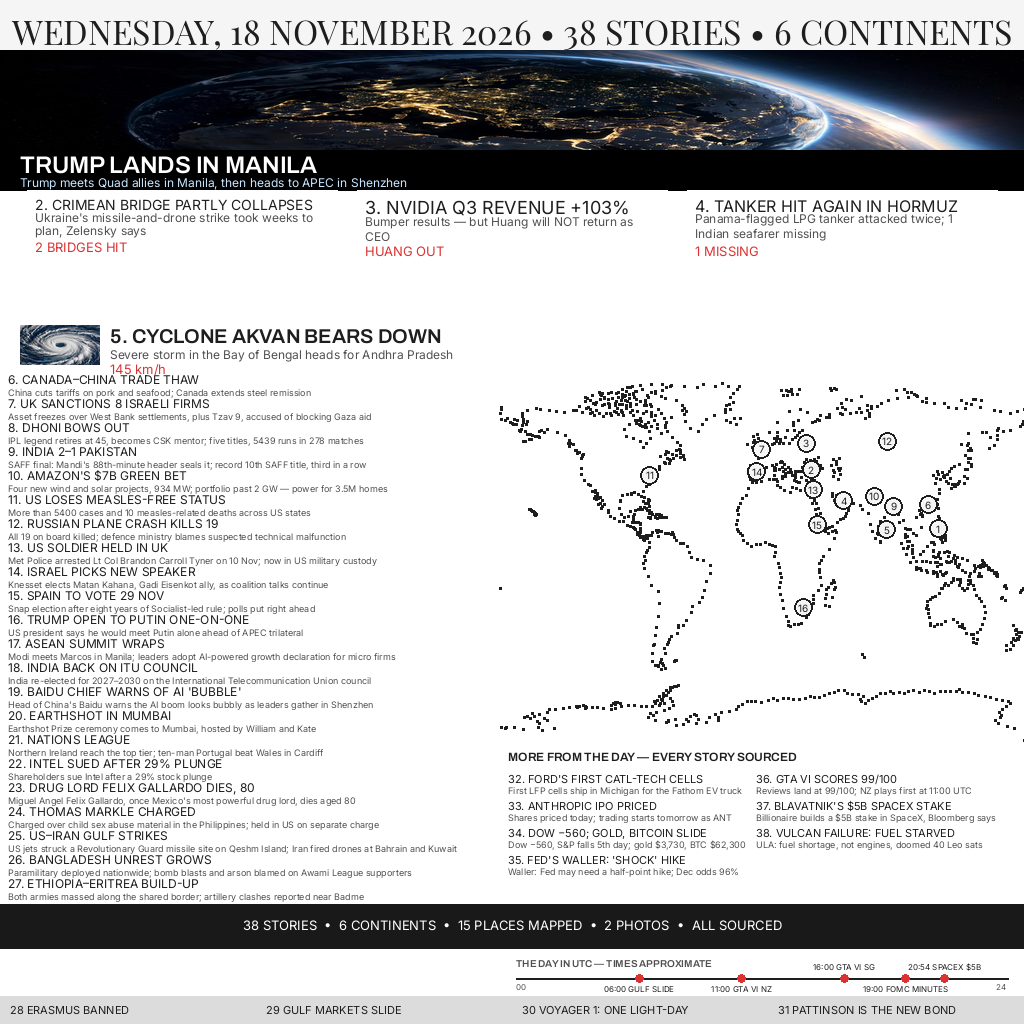 WEDNESDAY, 18 NOVEMBER 2026 • 38 STORIES • 6 CONTINENTS
TRUMP LANDS IN MANILA
Trump meets Quad allies in Manila, then heads to APEC in Shenzhen
2. CRIMEAN BRIDGE PARTLY COLLAPSES
Ukraine's missile-and-drone strike took weeks to
plan, Zelensky says
2 BRIDGES HIT
3. NVIDIA Q3 REVENUE +103%
Bumper results — but Huang will NOT return as
CEO
HUANG OUT
4. TANKER HIT AGAIN IN HORMUZ
Panama-flagged LPG tanker attacked twice; 1
Indian seafarer missing
1 MISSING
5. CYCLONE AKVAN BEARS DOWN
Severe storm in the Bay of Bengal heads for Andhra Pradesh
145 km/h
6. CANADA–CHINA TRADE THAW
China cuts tariffs on pork and seafood; Canada extends steel remission
7. UK SANCTIONS 8 ISRAELI FIRMS
Asset freezes over West Bank settlements, plus Tzav 9, accused of blocking Gaza aid
8. DHONI BOWS OUT
IPL legend retires at 45, becomes CSK mentor; five titles, 5439 runs in 278 matches
9. INDIA 2–1 PAKISTAN
SAFF final: Mandi's 88th-minute header seals it; record 10th SAFF title, third in a row
10. AMAZON'S $7B GREEN BET
Four new wind and solar projects, 934 MW; portfolio past 2 GW — power for 3.5M homes
11. US LOSES MEASLES-FREE STATUS
More than 5400 cases and 10 measles-related deaths across US states
12. RUSSIAN PLANE CRASH KILLS 19
All 19 on board killed; defence ministry blames suspected technical malfunction
13. US SOLDIER HELD IN UK
Met Police arrested Lt Col Brandon Carroll Tyner on 10 Nov; now in US military custody
14. ISRAEL PICKS NEW SPEAKER
Knesset elects Matan Kahana, Gadi Eisenkot ally, as coalition talks continue
15. SPAIN TO VOTE 29 NOV
Snap election after eight years of Socialist-led rule; polls put right ahead
16. TRUMP OPEN TO PUTIN ONE-ON-ONE
US president says he would meet Putin alone ahead of APEC trilateral
17. ASEAN SUMMIT WRAPS
Modi meets Marcos in Manila; leaders adopt AI-powered growth declaration for micro firms
18. INDIA BACK ON ITU COUNCIL
India re-elected for 2027–2030 on the International Telecommunication Union council
19. BAIDU CHIEF WARNS OF AI 'BUBBLE'
Head of China's Baidu warns the AI boom looks bubbly as leaders gather in Shenzhen
20. EARTHSHOT IN MUMBAI
Earthshot Prize ceremony comes to Mumbai, hosted by William and Kate
21. NATIONS LEAGUE
Northern Ireland reach the top tier; ten-man Portugal beat Wales in Cardiff
22. INTEL SUED AFTER 29% PLUNGE
Shareholders sue Intel after a 29% stock plunge
23. DRUG LORD FELIX GALLARDO DIES, 80
Miguel Angel Felix Gallardo, once Mexico's most powerful drug lord, dies aged 80
24. THOMAS MARKLE CHARGED
Charged over child sex abuse material in the Philippines; held in US on separate charge
25. US–IRAN GULF STRIKES
US jets struck a Revolutionary Guard missile site on Qeshm Island; Iran fired drones at Bahrain and Kuwait
26. BANGLADESH UNREST GROWS
Paramilitary deployed nationwide; bomb blasts and arson blamed on Awami League supporters
27. ETHIOPIA–ERITREA BUILD-UP
Both armies massed along the shared border; artillery clashes reported near Badme
7
3
12
14
2
11
13
4
10
9
6
15
5
1
16
MORE FROM THE DAY — EVERY STORY SOURCED
32. FORD'S FIRST CATL-TECH CELLS
First LFP cells ship in Michigan for the Fathom EV truck
33. ANTHROPIC IPO PRICED
Shares priced today; trading starts tomorrow as ANT
34. DOW −560; GOLD, BITCOIN SLIDE
Dow −560, S&P falls 5th day; gold $3,730, BTC $62,300
35. FED'S WALLER: 'SHOCK' HIKE
Waller: Fed may need a half-point hike; Dec odds 96%
36. GTA VI SCORES 99/100
Reviews land at 99/100; NZ plays first at 11:00 UTC
37. BLAVATNIK'S $5B SPACEX STAKE
Billionaire builds a $5B stake in SpaceX, Bloomberg says
38. VULCAN FAILURE: FUEL STARVED
ULA: fuel shortage, not engines, doomed 40 Leo sats
38 STORIES • 6 CONTINENTS • 15 PLACES MAPPED • 2 PHOTOS • ALL SOURCED
THE DAY IN UTC — TIMES APPROXIMATE
16:00 GTA VI SG
20:54 SPACEX $5B
00
06:00 GULF SLIDE
11:00 GTA VI NZ
19:00 FOMC MINUTES
24
28 ERASMUS BANNED
29 GULF MARKETS SLIDE
30 VOYAGER 1: ONE LIGHT-DAY
31 PATTINSON IS THE NEW BOND